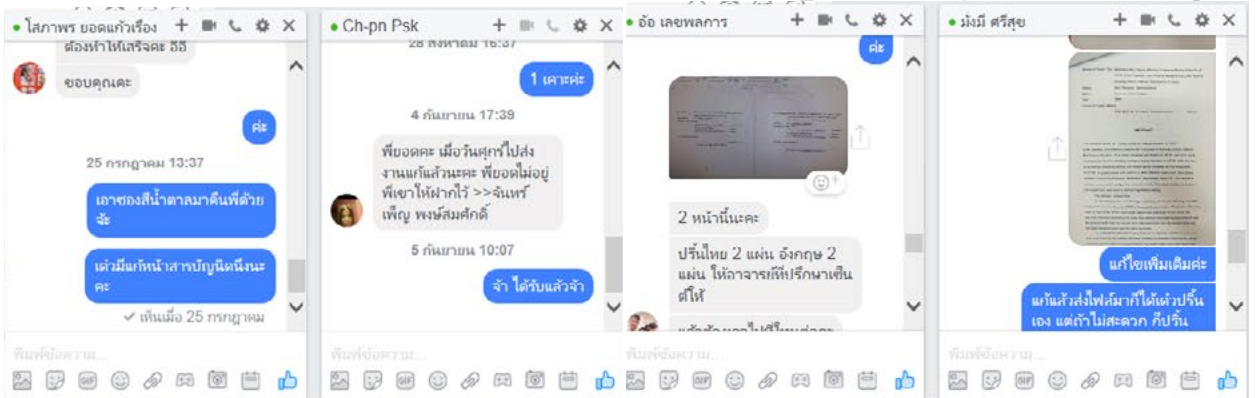 โสภาพร ยอดแก้วเรือง
ต้องทำให้เสร็จคะ อิอิ
ขอบคุณคะ
ค่ะ
25 กรกฎาคม 13:37
เอาซองสีน้ำตาลมาคืนพี่ด้วย
จ้ะ
เด๋วมีแก้หน้าสารบัญนิดนึงนะ
คะ
เห็นเมื่อ 25 กรกฎาคม
พิมพ์ข้อความ...
Ch-pn Psk
28 สิงหาคม 16:37
1 เคาะค่ะ
4 กันยายน 17:39
พี่ยอดคะ เมื่อวันศุกร์ไปส่ง
งานแก้แล้วนะคะ พี่ยอดไม่อยู่
พี่เขาให้ฝากไว้ >>จันทร์
เพ็ญ พงษ์สมศักดิ์
5 กันยายน 10:07
จ้า ได้รับแล้วจ้า
พิมพ์ข้อความ...
อ้อ เลขพลการ
ค่ะ
2 หน้านี้นะคะ
ปริ้นไทย 2 แผ่น อังกฤษ 2
แผ่น ให้อาจารย์ที่ปรึกษาเซ็น
ต์ให้
พิมพ์ข้อความ...
มั่งมี ศรีสุข
แก้ไขเพิ่มเติมค่ะ
แก้แล้วส่งไฟล์มาก็ได้เด๋วปริ้น
เอง แต่ถ้าไม่สะดวก ก็ปริ้น
พิมพ์ข้อความ...